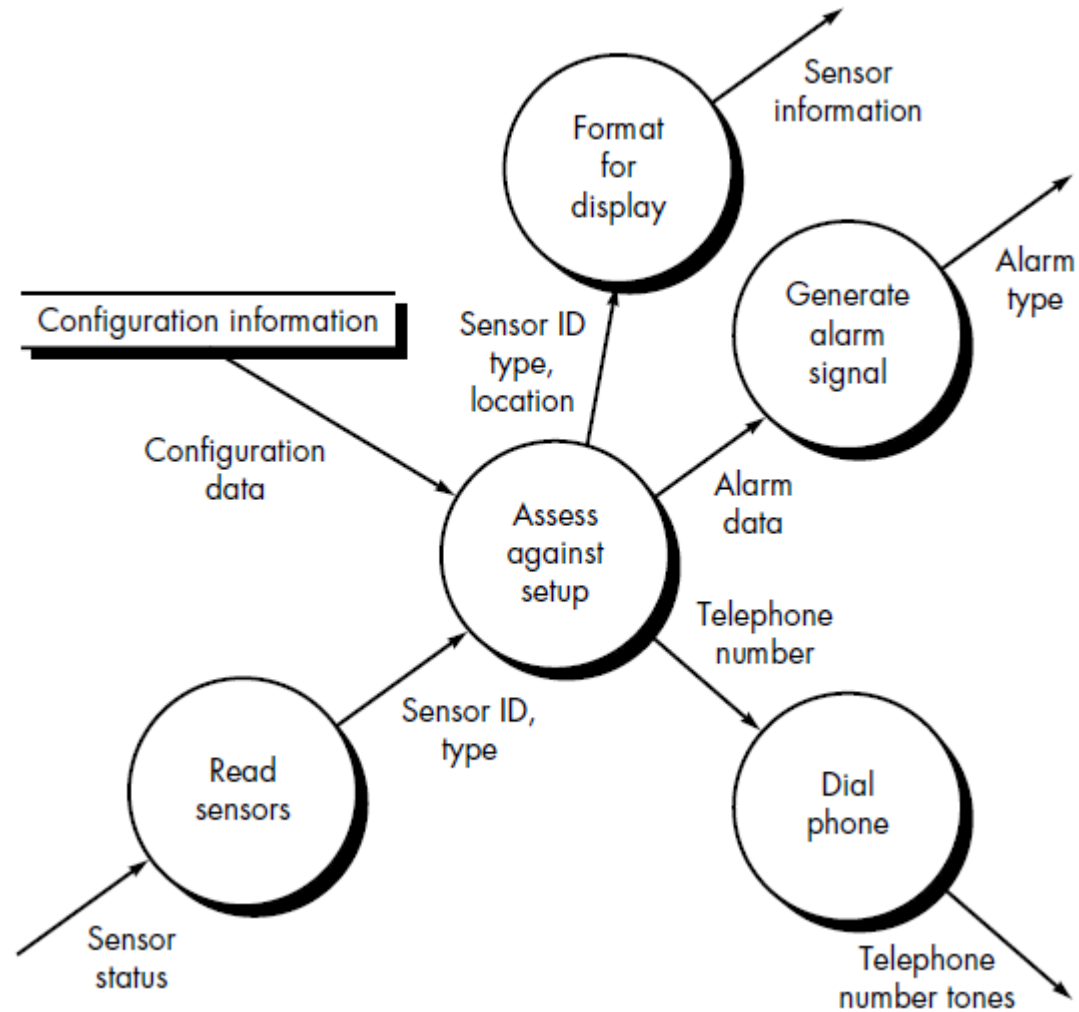 Sensor
information
Format
for
display
Alarm
type
Generate
alarm
signal
Configuration information
Sensor ID
type,
location
Configuration
data
Alarm
data
Assess
against
setup
Telephone
number
Sensor ID,
type
Read
sensors
Dial
phone
Sensor
status
Telephone
number tones